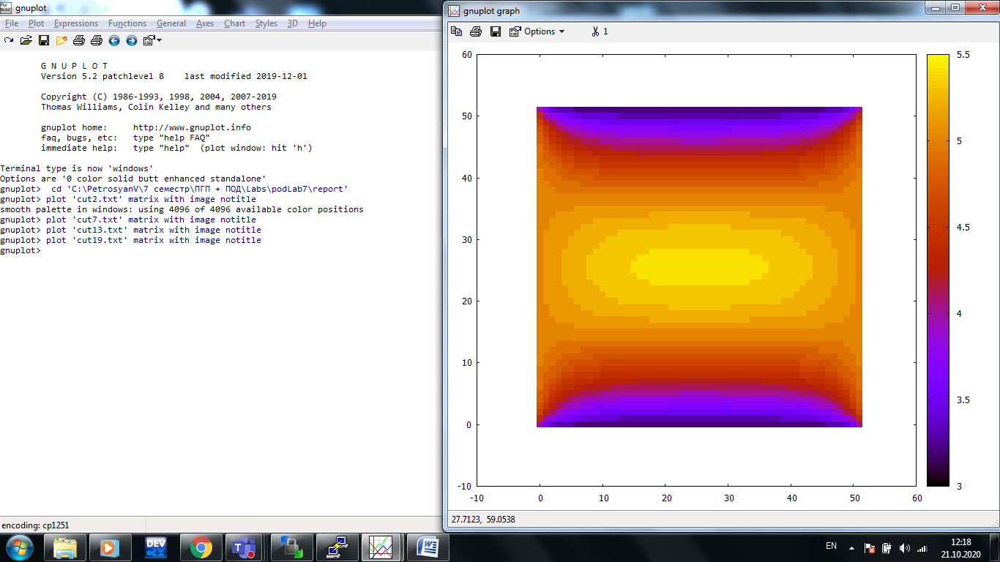 gnuplot
File Plot Expressions Functions General Axes Chart Styles 3D Help
G N U P L O T
Version 5.2 patchlevel 8 last modified 2019-12-01
Copyright (C) 1986-1993, 1998, 2004, 2007-2019
Thomas Williams, Colin Kelley and many others
gnuplot home: http://www.gnuplot.info
faq, bugs, etc: type "help FAQ"
immediate help: type "help" (plot window: hit 'h')
Terminal type is now 'windows'
Options are '0 color solid butt enhanced standalone'
gnuplot> cd 'C:\PetrosyanV\7 семестр\ПГП + ПОД\Labs\podLab7\report'
gnuplot> plot 'cut2.txt' matrix with image notitle
smooth palette in windows: using 4096 of 4096 available color positions
gnuplot> plot 'cut7.txt' matrix with image notitle
gnuplot> plot 'cut13.txt' matrix with image notitle
gnuplot> plot 'cut19.txt' matrix with image notitle
gnuplot>
encoding: cp1251
gnuplot graph
Options 1
60
50
40
30
20
10
0
-10
-10 0 10 20 30 40 50 60
5.5
5
4.5
4
3.5
3
27.7123, 59.0538
DEV
C++
T
W
EN
12:18
21.10.2020